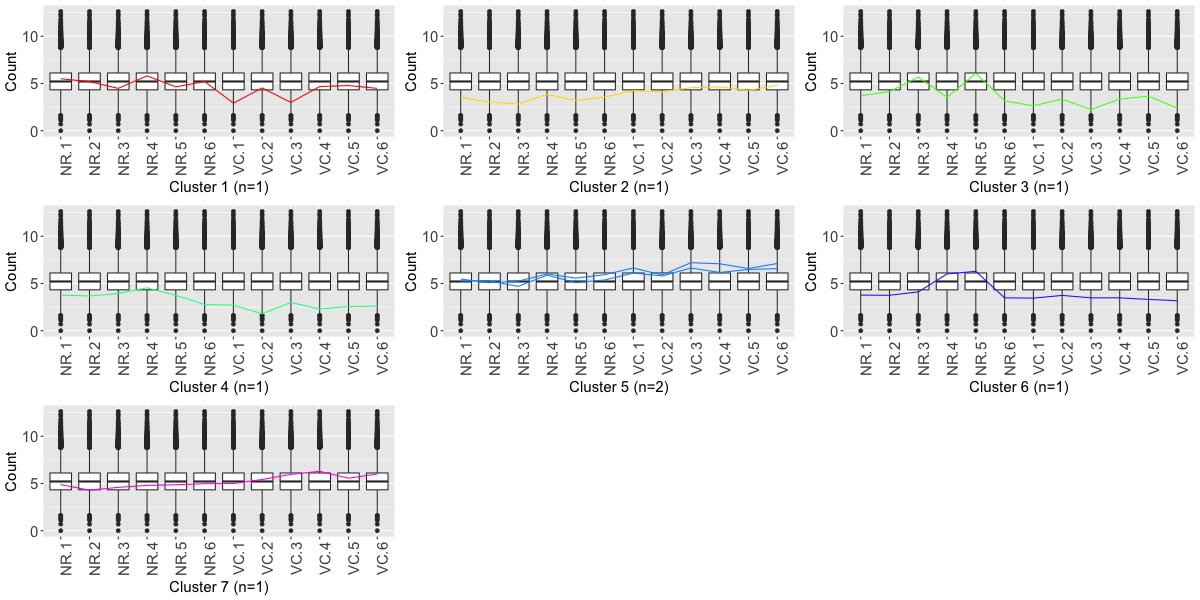 Count
10
5
0
NR.1 NR.2 NR.3 NR.4 NR.5 NR.6 VC.1 VC.2 VC.3 VC.4 VC.5 VC.6
Cluster 1 (n=1)
Count
10
5
0
NR.1 NR.2 NR.3 NR.4 NR.5 NR.6 VC.1 VC.2 VC.3 VC.4 VC.5 VC.6
Cluster 2 (n=1)
Count
10
5
0
NR.1 NR.2 NR.3 NR.4 NR.5 NR.6 VC.1 VC.2 VC.3 VC.4 VC.5 VC.6
Cluster 3 (n=1)
Count
10
5
0
NR.1 NR.2 NR.3 NR.4 NR.5 NR.6 VC.1 VC.2 VC.3 VC.4 VC.5 VC.6
Cluster 4 (n=1)
Count
10
5
0
NR.1 NR.2 NR.3 NR.4 NR.5 NR.6 VC.1 VC.2 VC.3 VC.4 VC.5 VC.6
Cluster 5 (n=2)
Count
10
5
0
NR.1 NR.2 NR.3 NR.4 NR.5 NR.6 VC.1 VC.2 VC.3 VC.4 VC.5 VC.6
Cluster 6 (n=1)
Count
10
5
0
NR.1 NR.2 NR.3 NR.4 NR.5 NR.6 VC.1 VC.2 VC.3 VC.4 VC.5 VC.6
Cluster 7 (n=1)